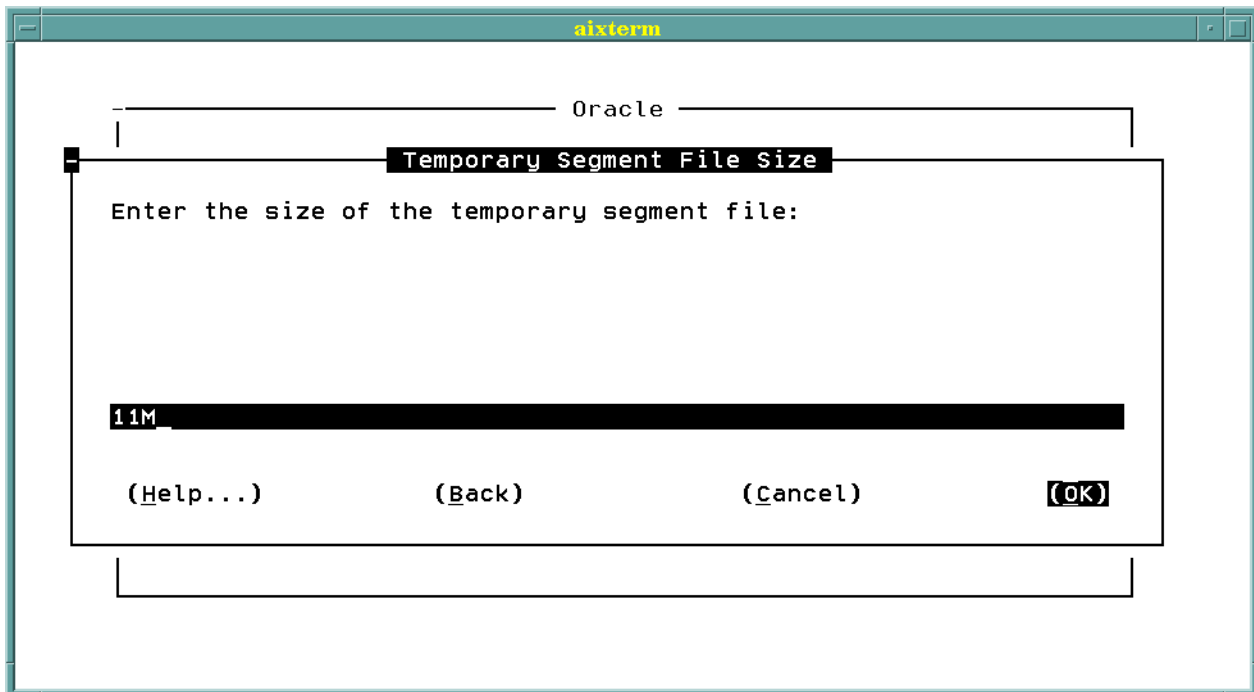 aixterm
Oracle
Temporary Segment File Size
Enter the size of the temporary segment file:
11M_
(Help...) (Back) (Cancel) (OK)